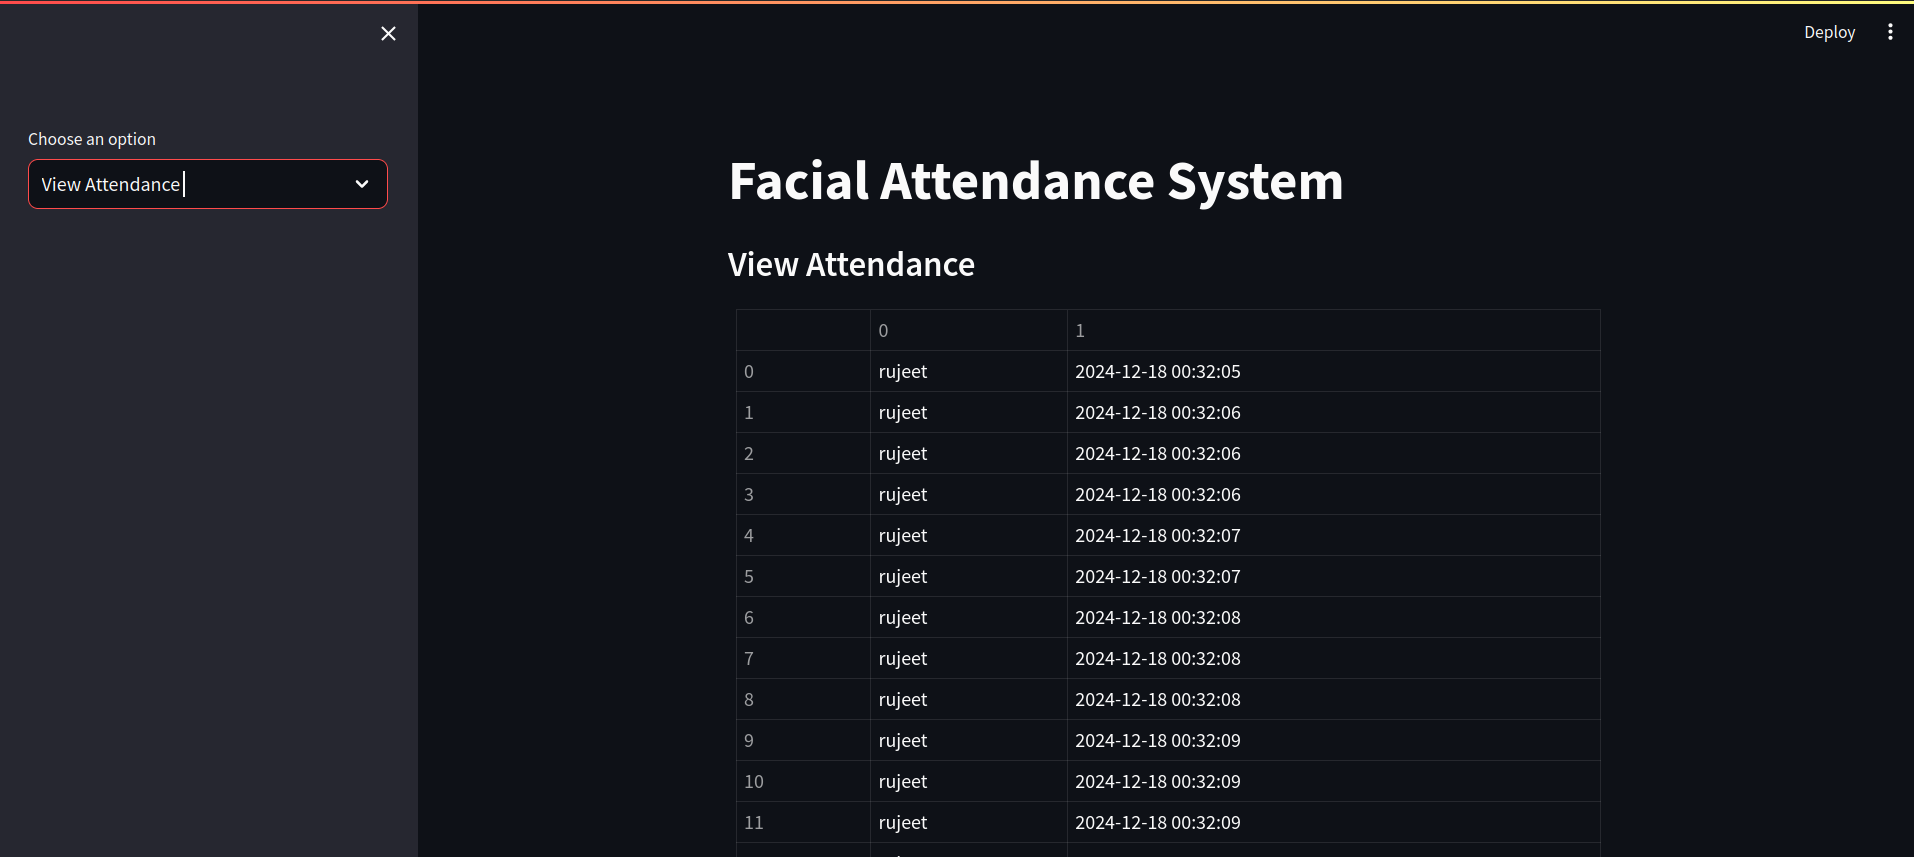 Deploy
Choose an option
View Attendance
Facial Attendance System
View Attendance
0 1
0 rujeet 2024-12-18 00:32:05
1 rujeet 2024-12-18 00:32:06
2 rujeet 2024-12-18 00:32:06
3 rujeet 2024-12-18 00:32:06
4 rujeet 2024-12-18 00:32:07
5 rujeet 2024-12-18 00:32:07
6 rujeet 2024-12-18 00:32:08
7 rujeet 2024-12-18 00:32:08
8 rujeet 2024-12-18 00:32:08
9 rujeet 2024-12-18 00:32:09
10 rujeet 2024-12-18 00:32:09
11 rujeet 2024-12-18 00:32:09